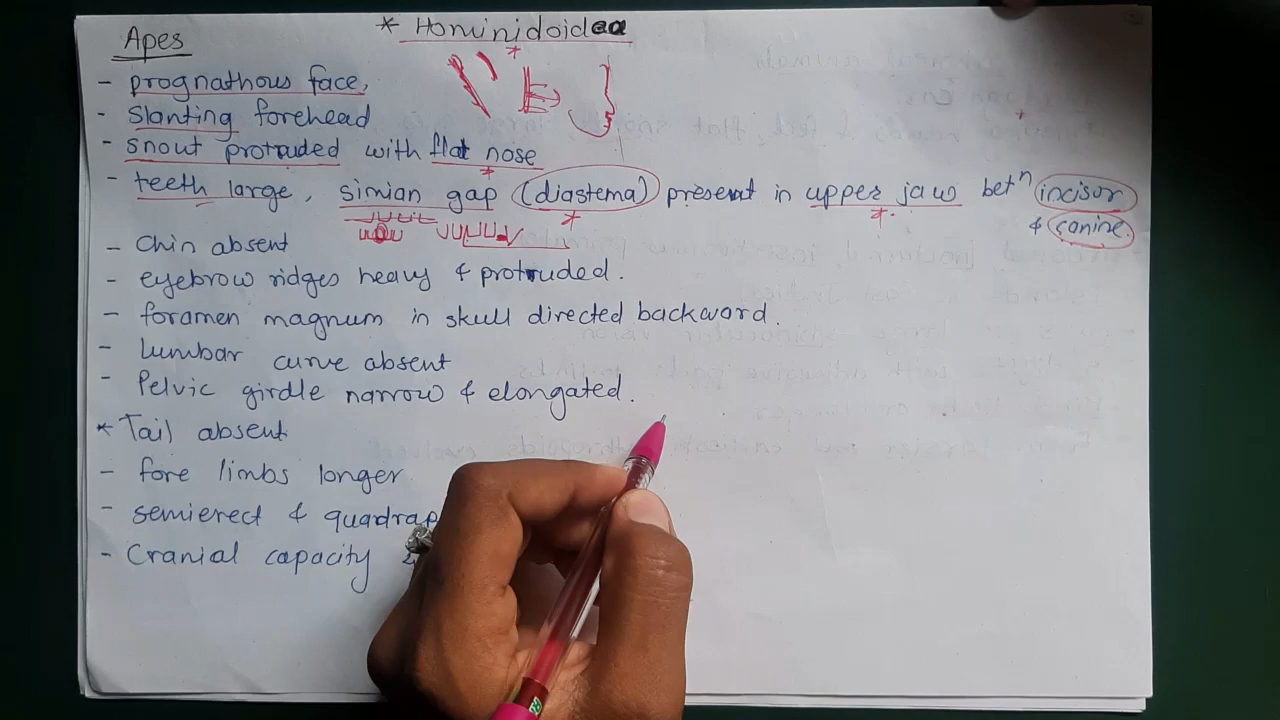 * Hominidoidea
Apes
- prognathous face,
- Slanting forehead
- snout protruded with flat nose
- teeth large, simian gap (diastema) present in upper jaw betⁿ incisor
& canine.
- Chin absent
- eyebrow ridges heavy & protruded.
- foramen magnum in skull directed backward.
- Lumbar curve absent
- Pelvic girdle narrow & elongated.
* Tail absent
- fore limbs longer
- semierect & quadrap
- Cranial capacity